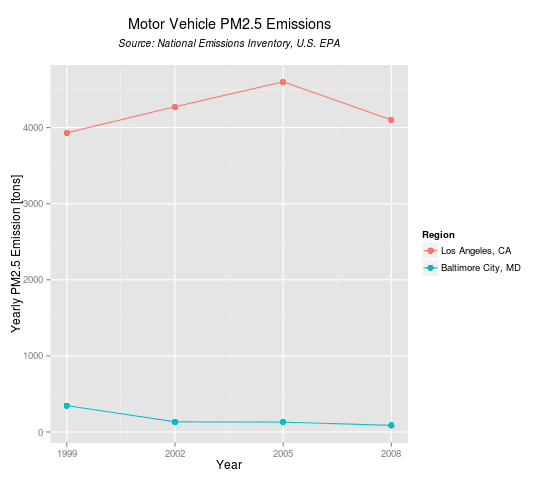 Motor Vehicle PM2.5 Emissions
Source: National Emissions Inventory, U.S. EPA
Yearly PM2.5 Emission [tons]
4000
3000
2000
1000
0
1999
2002
2005
2008
Year
Region
Los Angeles, CA
Baltimore City, MD